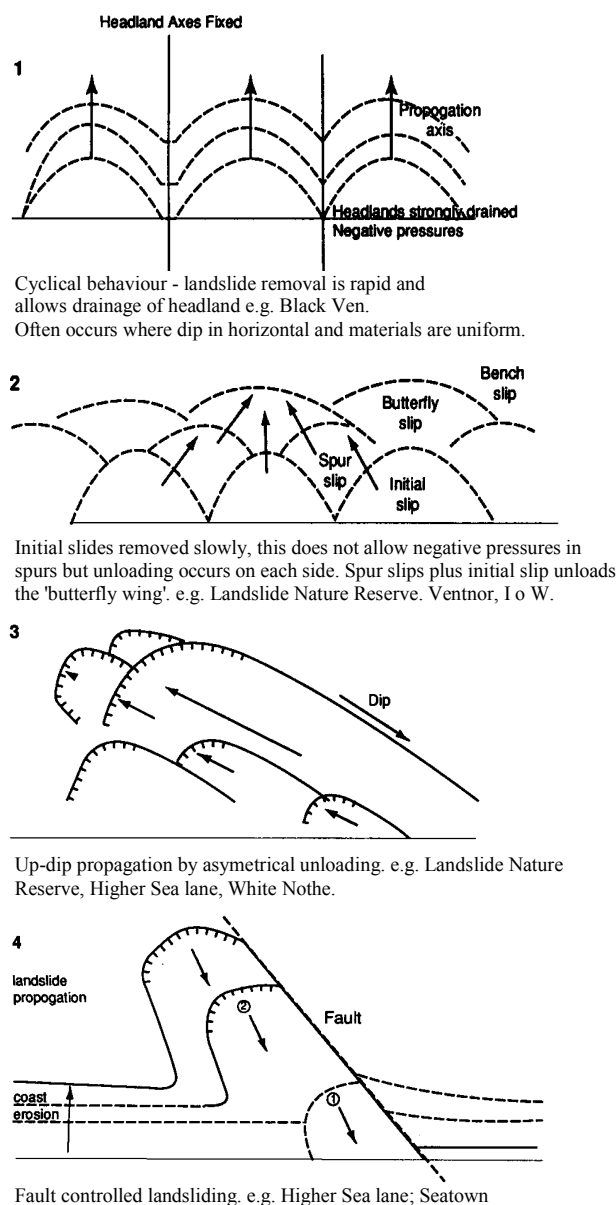 Headland Axes Fixed
1
Propogation
axis
Headlands strongly drained
Negative pressures
Cyclical behaviour - landslide removal is rapid and
allows drainage of headland e.g. Black Ven.
Often occurs where dip in horizontal and materials are uniform.
2
Bench
slip
Butterfly
slip
Spur
slip
Initial
slip
Initial slides removed slowly, this does not allow negative pressures in
spurs but unloading occurs on each side. Spur slips plus initial slip unloads
the 'butterfly wing'. e.g. Landslide Nature Reserve. Ventnor, I o W.
3
Dip
Up-dip propagation by asymetrical unloading. e.g. Landslide Nature
Reserve, Higher Sea lane, White Nothe.
4
landslide
propogation
②
Fault
coast
erosion
①
Fault controlled landsliding. e.g. Higher Sea lane; Seatown